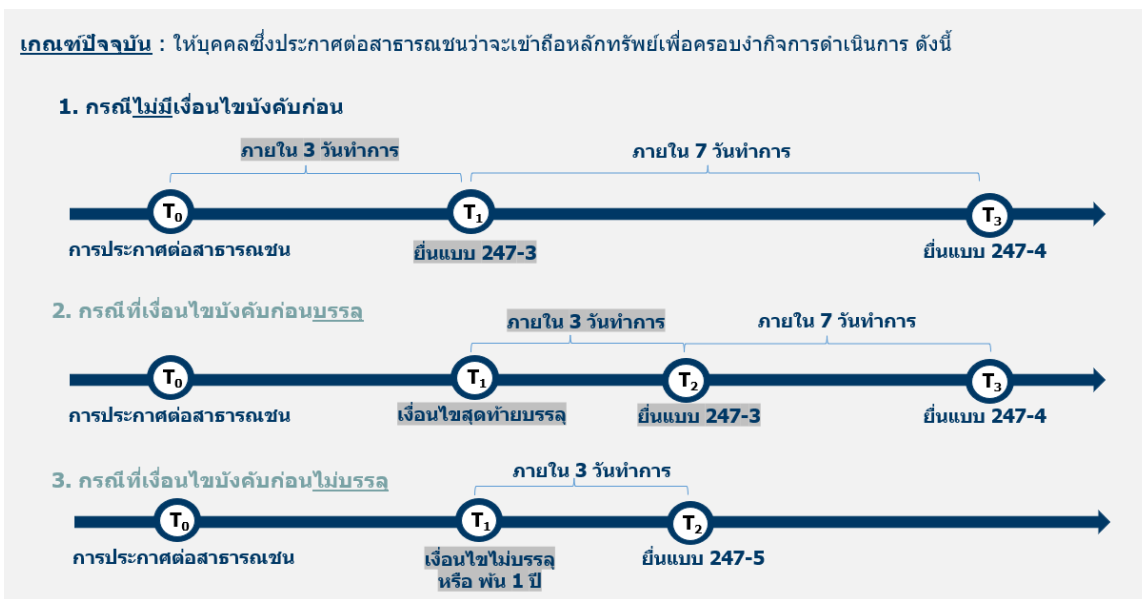 เกณฑ์ปัจจุบัน : ให้บุคคลซึ่งประกาศต่อสาธารณชนว่าจะเข้าถือหลักทรัพย์เพื่อครอบงำกิจการดำเนินการ ดังนี้
1. กรณีไม่มีเงื่อนไขบังคับก่อน
ภายใน 3 วันทำการ
ภายใน 7 วันทำการ
T0
T1
T3
การประกาศต่อสาธารณชน
ยื่นแบบ 247-3
ยื่นแบบ 247-4
2. กรณีที่เงื่อนไขบังคับก่อนบรรลุ
ภายใน 3 วันทำการ
ภายใน 7 วันทำการ
T0
T1
T2
T3
การประกาศต่อสาธารณชน
เงื่อนไขสุดท้ายบรรลุ
ยื่นแบบ 247-3
ยื่นแบบ 247-4
3. กรณีที่เงื่อนไขบังคับก่อนไม่บรรลุ
ภายใน 3 วันทำการ
T0
T1
T2
การประกาศต่อสาธารณชน
เงื่อนไขไม่บรรลุ
หรือ พ้น 1 ปี
ยื่นแบบ 247-5